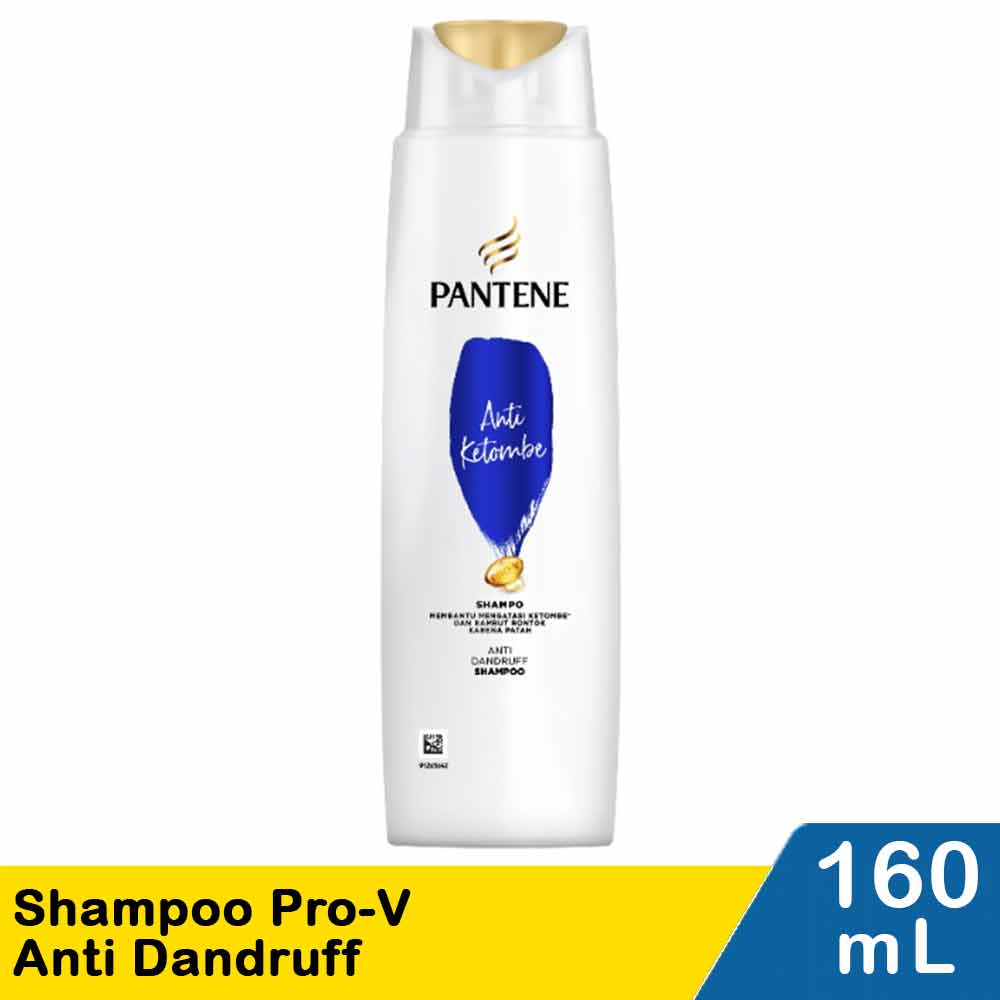 PANTENE
Anti
Ketombe
SHAMPO
MEMBANTU MENGATASI KETOMBE*
DAN RAMBUT RONTOK
KARENA PATAH
ANTI
DANDRUFF
SHAMPOO
Shampoo Pro-V
Anti Dandruff
160
mL